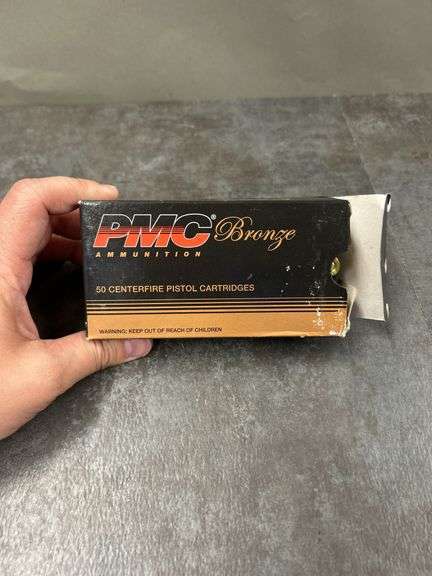 PMC® Bronze
AMMUNITION
50 CENTERFIRE PISTOL CARTRIDGES
WARNING: KEEP OUT OF REACH OF CHILDREN